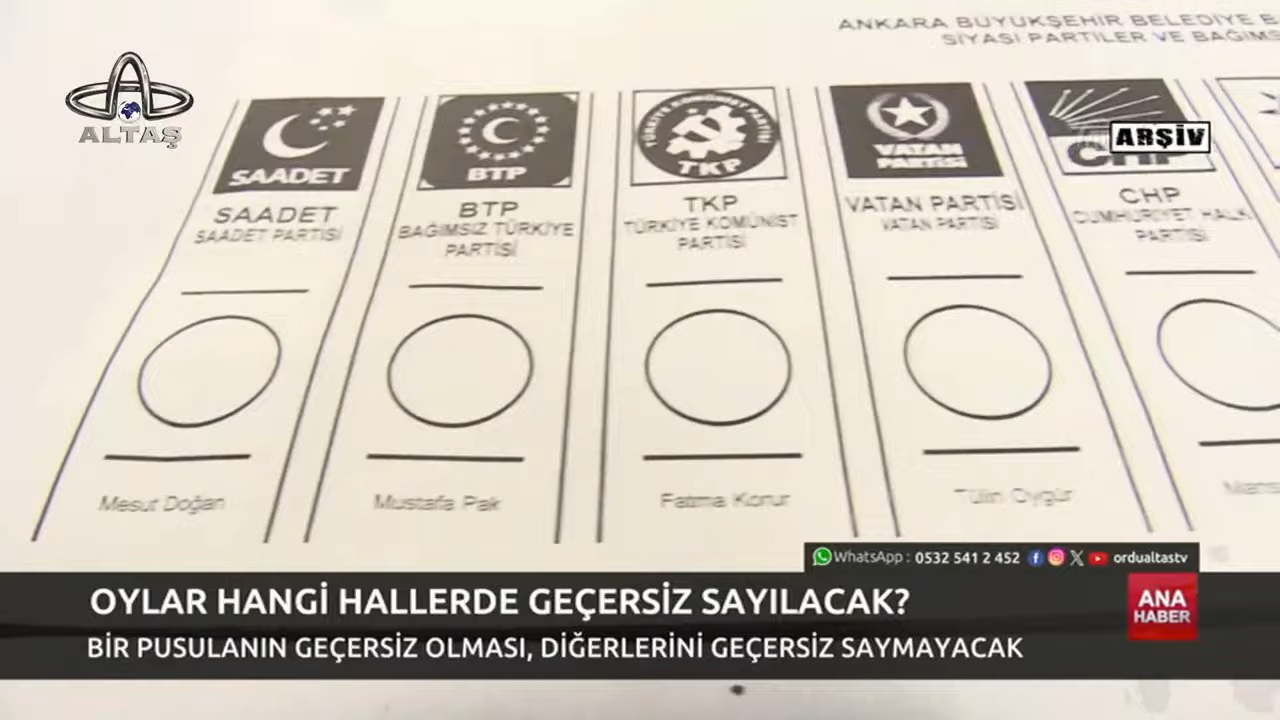 ANKARA BÜYÜKŞEHİR BELEDİYE B
SİYASİ PARTİLER VE BAĞIMS
ALTAŞ
ARŞİV
SAADET
BTP
TÜRKİYE KOMÜNİST PARTİSİ
TKP
VATAN
PARTİSİ
CHP
SAADET
SAADET PARTİSİ
BTP
BAĞIMSIZ TÜRKİYE
PARTİSİ
TKP
TÜRKİYE KOMÜNİST
PARTİSİ
VATAN PARTİSİ
VATAN PARTİSİ
CHP
CUMHURİYET HALK
PARTİSİ
Mesut Doğan
Mustafa Pak
Fatma Konur
Tülin Oygür
Mans
WhatsApp : 0532 541 2 452 ordualtastv
OYLAR HANGİ HALLERDE GEÇERSİZ SAYILACAK?
BİR PUSULANIN GEÇERSİZ OLMASI, DİĞERLERİNİ GEÇERSİZ SAYMAYACAK
ANA
HABER